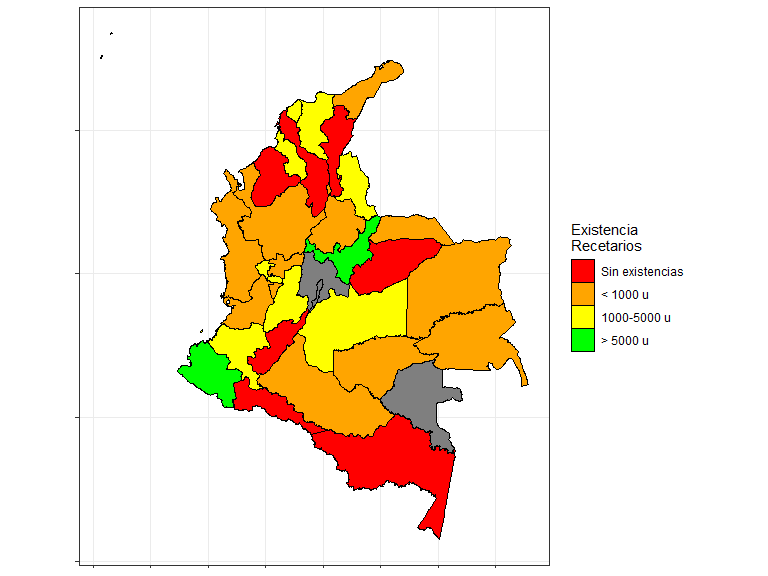 Existencia
Recetarios
Sin existencias
< 1000 u
1000-5000 u
> 5000 u